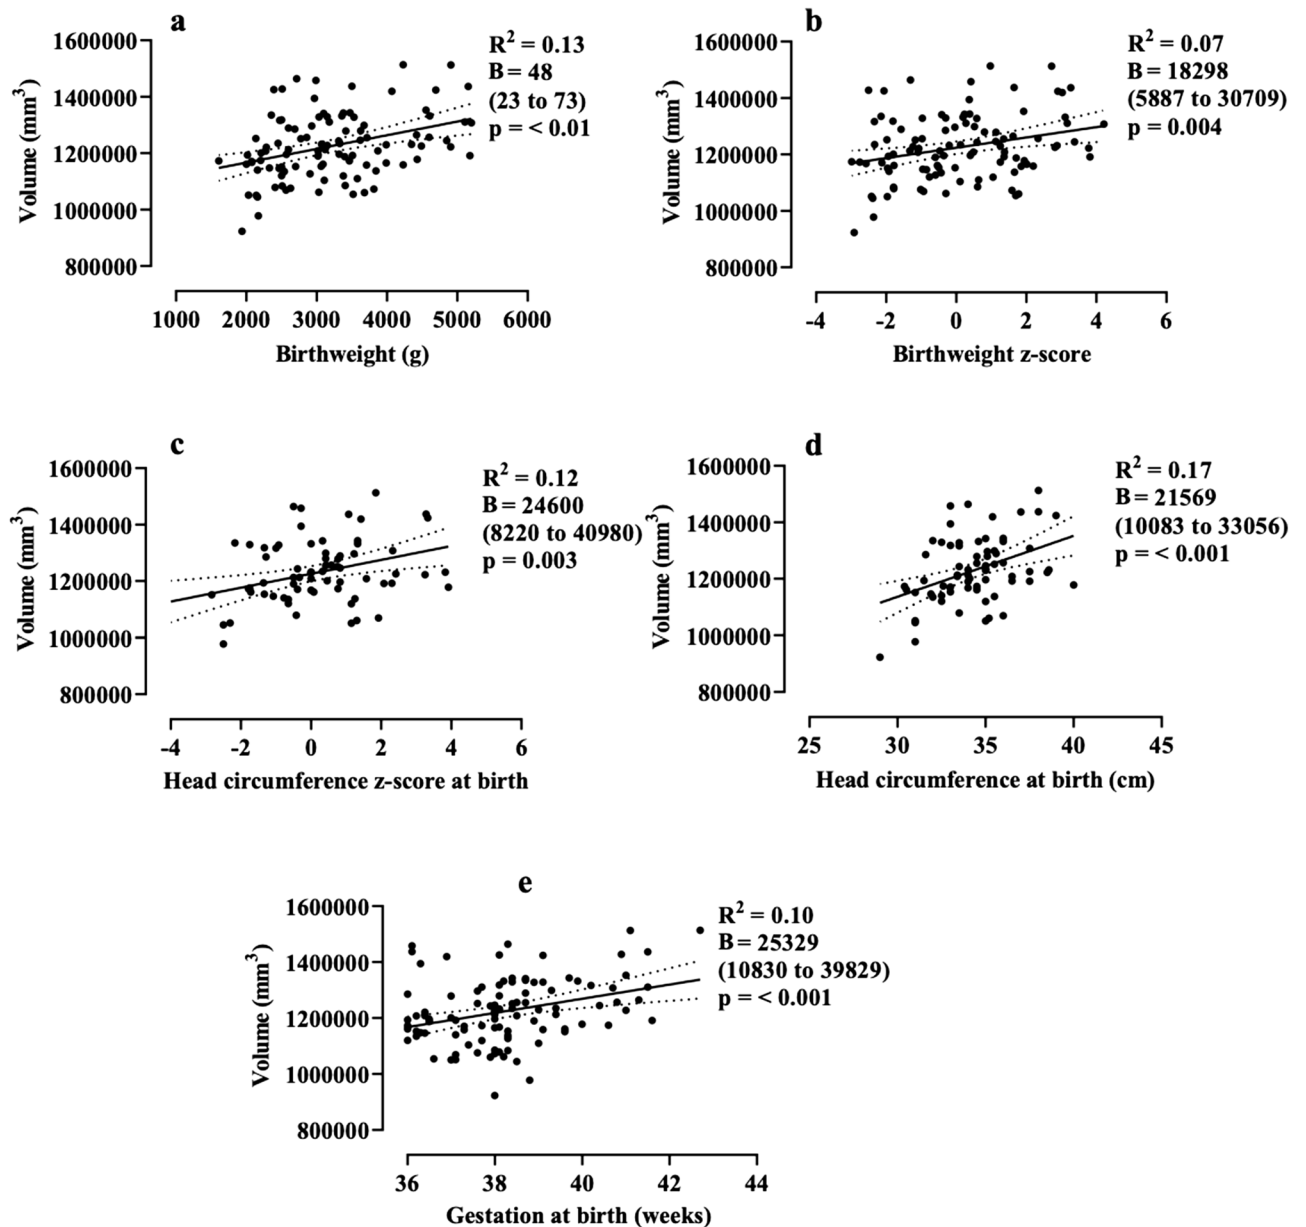 a
1600000
1400000
1200000
1000000
800000
Volume (mm³)
R² = 0.13
B = 48
(23 to 73)
p = < 0.01
1000 2000 3000 4000 5000 6000
Birthweight (g)
b
1600000
1400000
1200000
1000000
800000
Volume (mm³)
R² = 0.07
B = 18298
(5887 to 30709)
p = 0.004
-4 -2 0 2 4 6
Birthweight z-score
c
1600000
1400000
1200000
1000000
800000
Volume (mm³)
R² = 0.12
B = 24600
(8220 to 40980)
p = 0.003
-4 -2 0 2 4 6
Head circumference z-score at birth
d
1600000
1400000
1200000
1000000
800000
Volume (mm³)
R² = 0.17
B = 21569
(10083 to 33056)
p = < 0.001
25 30 35 40 45
Head circumference at birth (cm)
e
1600000
1400000
1200000
1000000
800000
Volume (mm³)
R² = 0.10
B = 25329
(10830 to 39829)
p = < 0.001
36 38 40 42 44
Gestation at birth (weeks)